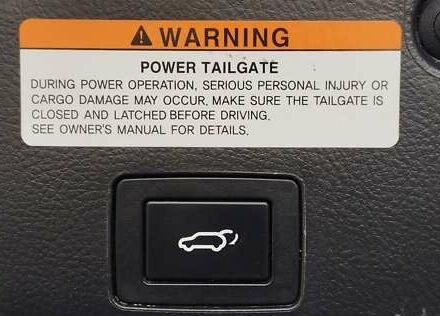 WARNING
POWER TAILGATE
DURING POWER OPERATION, SERIOUS PERSONAL INJURY OR
CARGO DAMAGE MAY OCCUR. MAKE SURE THE TAILGATE IS
CLOSED AND LATCHED BEFORE DRIVING.
SEE OWNER'S MANUAL FOR DETAILS.